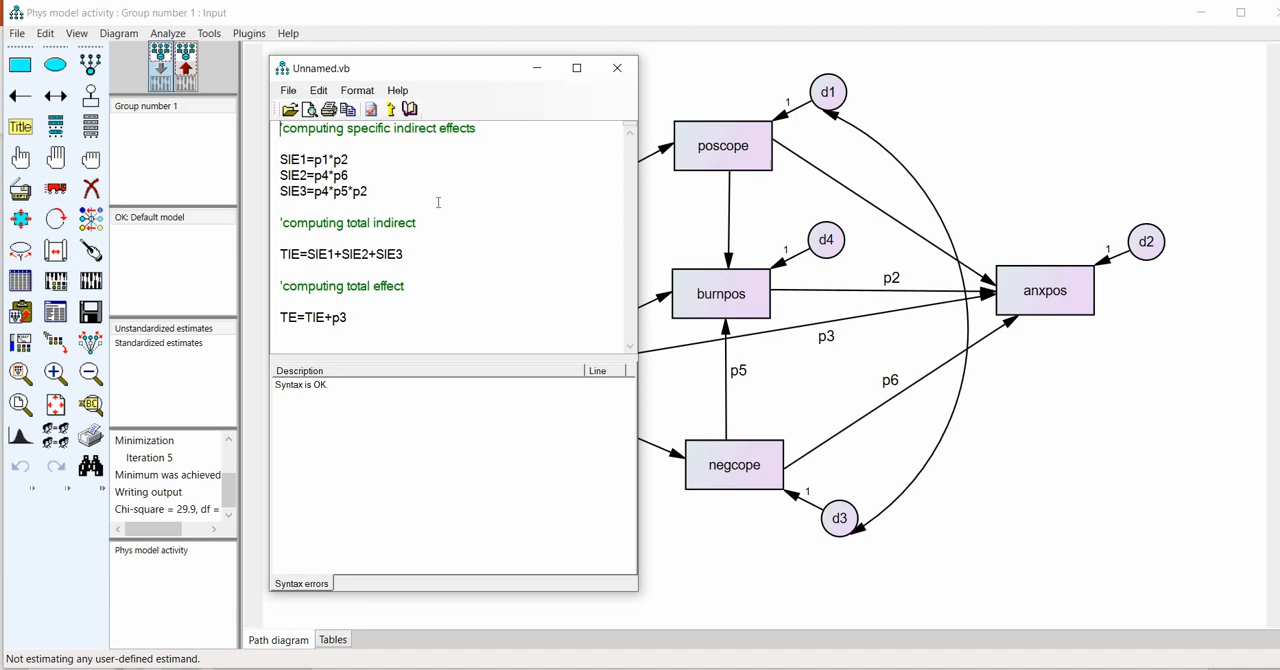 Phys model activity : Group number 1 : Input
File Edit View Diagram Analyze Tools Plugins Help
Title
Group number 1
OK: Default model
Unstandardized estimates
Standardized estimates
Minimization
Iteration 5
Minimum was achieved
Writing output
Chi-square = 29.9, df =
Phys model activity
Unnamed.vb
File Edit Format Help
'computing specific indirect effects
SIE1=p1*p2
SIE2=p4*p6
SIE3=p4*p5*p2
'computing total indirect
TIE=SIE1+SIE2+SIE3
'computing total effect
TE=TIE+p3
Description Line
Syntax is OK.
Syntax errors
d1
1
poscope
d4
1
burnpos
p2
d2
1
anxpos
p3
p5
p6
negcope
1
d3
Path diagram Tables
Not estimating any user-defined estimand.